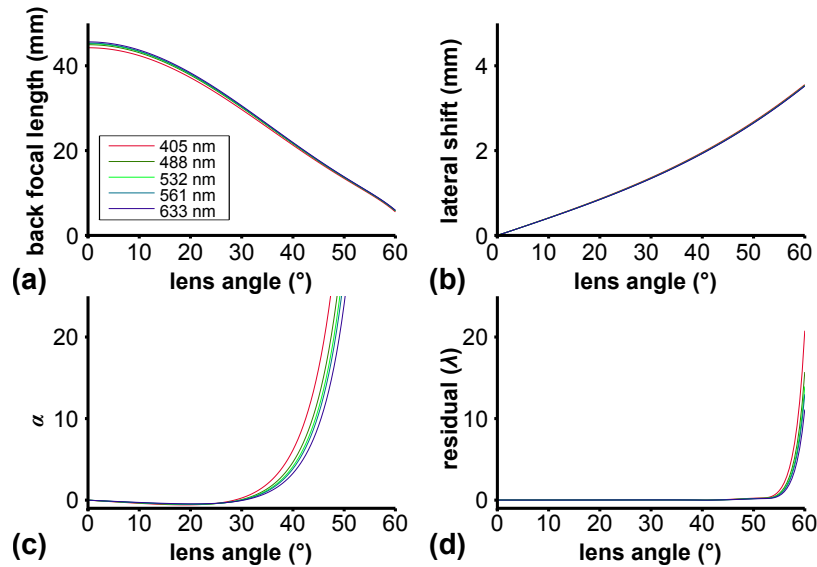 back focal length (mm)
40
20
0
405 nm
488 nm
532 nm
561 nm
633 nm
0 10 20 30 40 50 60
lens angle (°)
(a)
lateral shift (mm)
4
2
0
0 10 20 30 40 50 60
lens angle (°)
(b)
α
20
10
0
0 10 20 30 40 50 60
lens angle (°)
(c)
residual (λ)
20
10
0
0 10 20 30 40 50 60
lens angle (°)
(d)